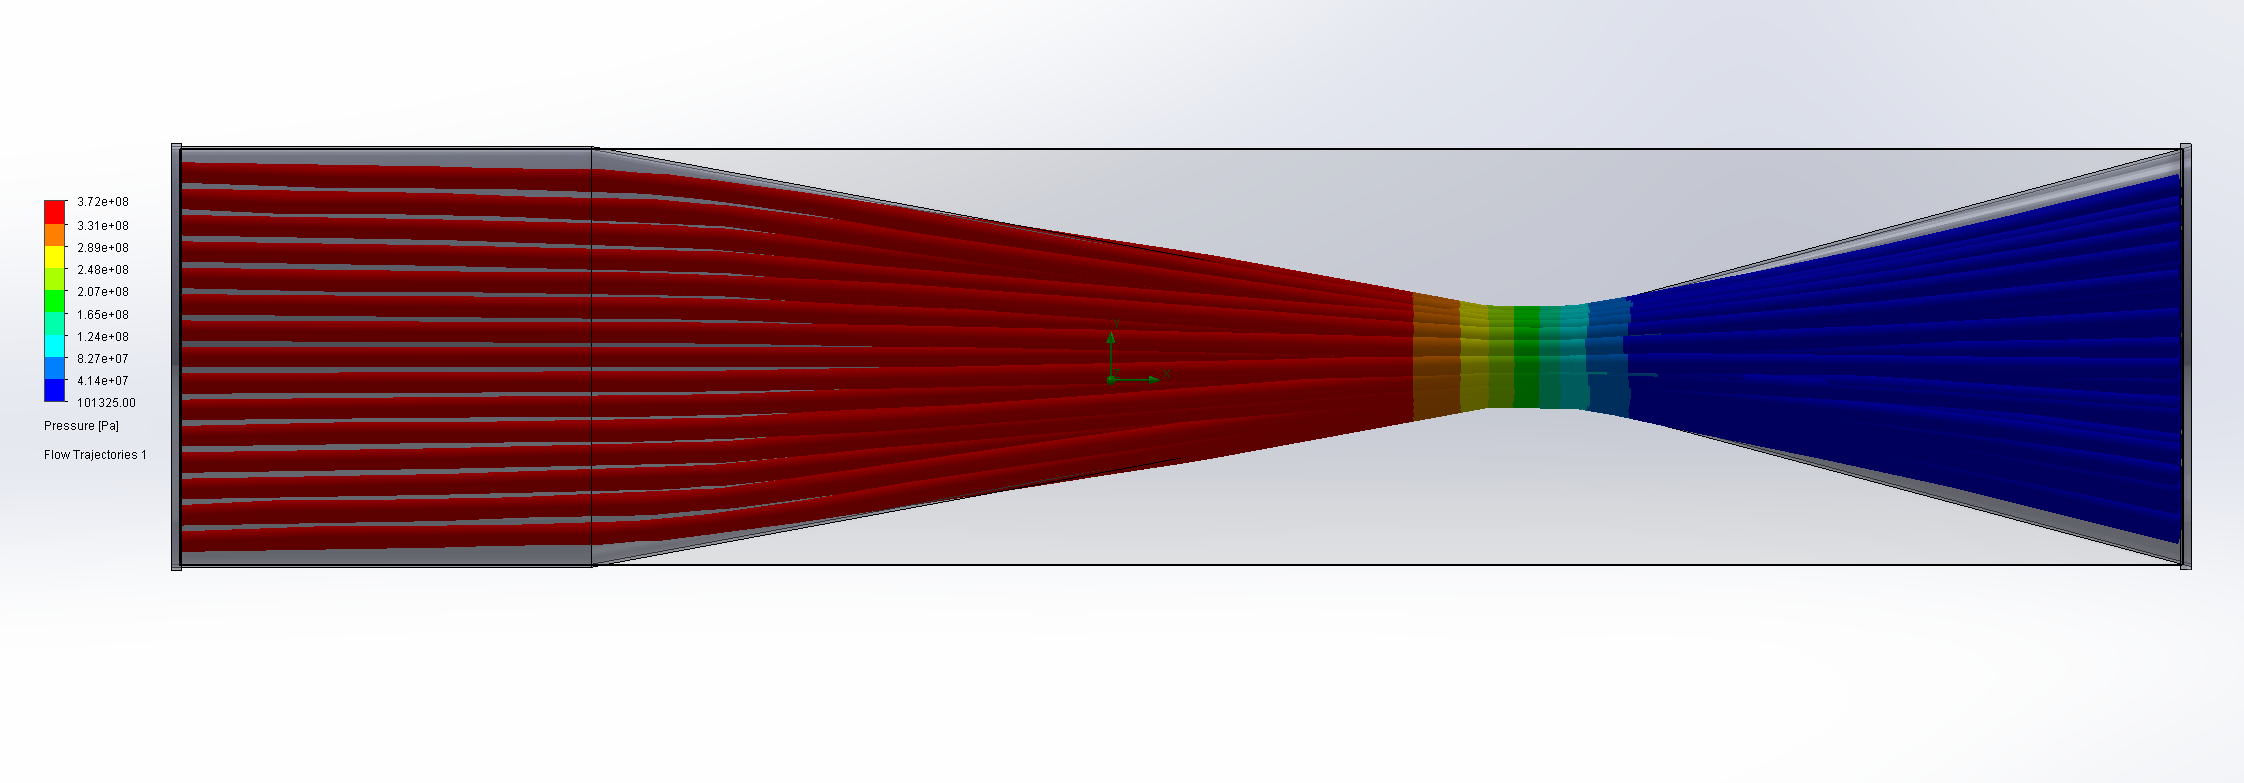 3.72e+08
3.31e+08
2.89e+08
2.48e+08
2.07e+08
1.65e+08
1.24e+08
8.27e+07
4.14e+07
101325.00
Pressure [Pa]
Flow Trajectories 1
Y
X